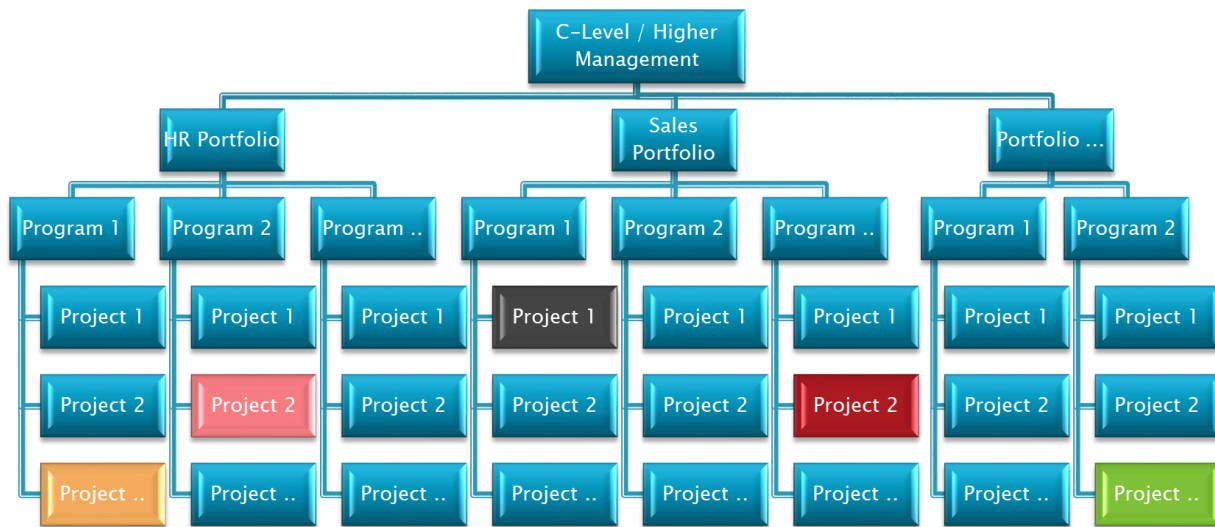 C-Level / Higher
Management
HR Portfolio
Sales
Portfolio
Portfolio ...
Program 1
Program 2
Program ..
Program 1
Program 2
Program ..
Program 1
Program 2
Project 1
Project 1
Project 1
Project 1
Project 1
Project 1
Project 1
Project 1
Project 2
Project 2
Project 2
Project 2
Project 2
Project 2
Project 2
Project 2
Project ..
Project ..
Project ..
Project ..
Project ..
Project ..
Project ..
Project ..